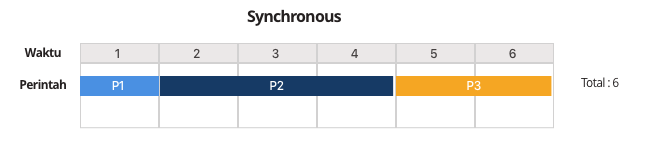 Synchronous
Waktu 1 2 3 4 5 6
Perintah P1 P2 P3 Total : 6